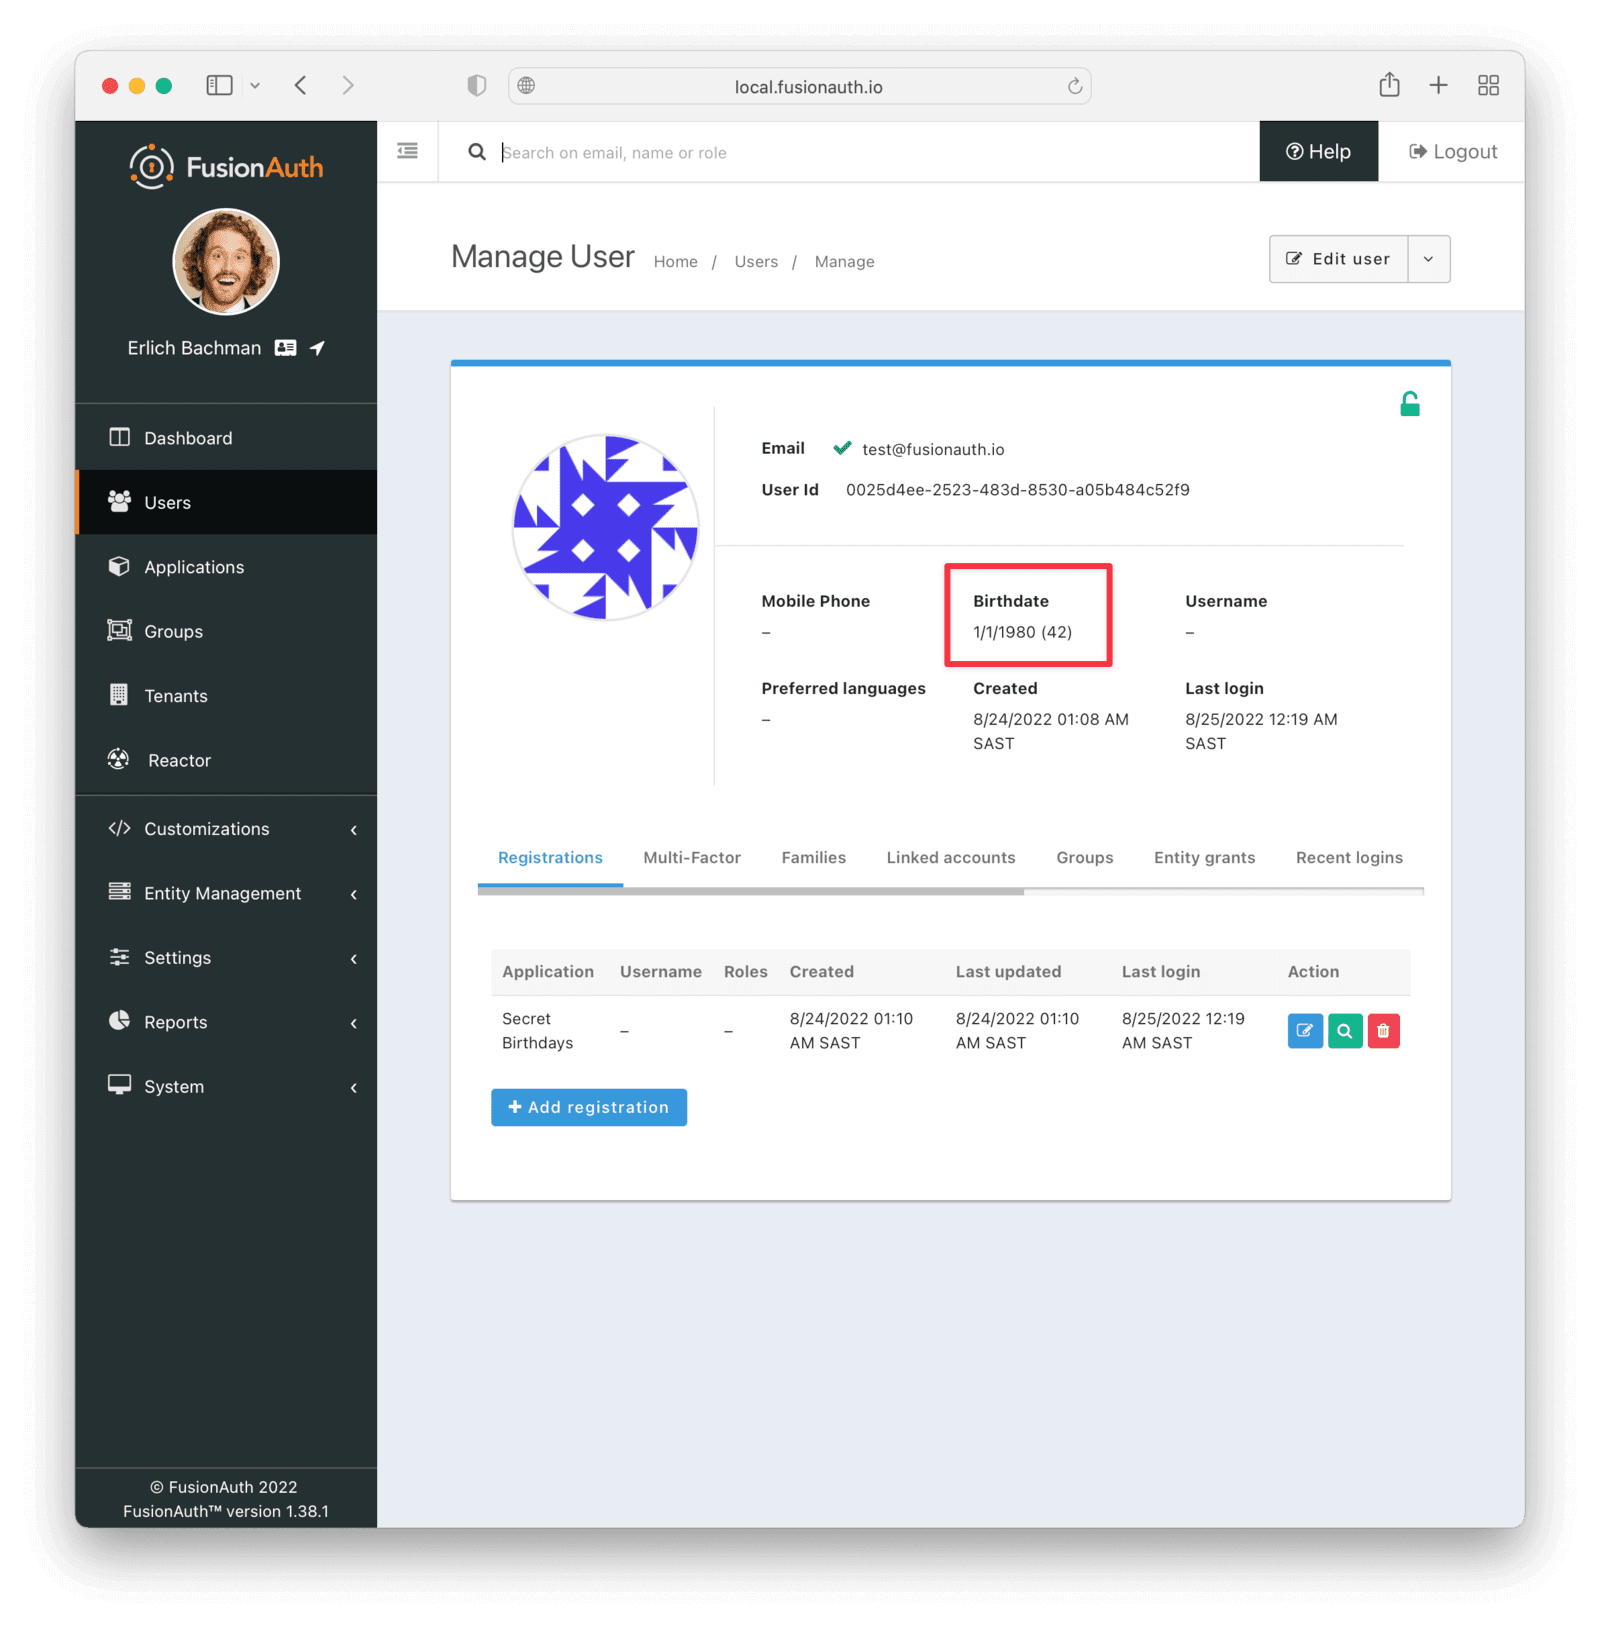 local.fusionauth.io
FusionAuth
Search on email, name or role
Help
Logout
Erlich Bachman
Manage User Home / Users / Manage
Edit user
Dashboard
Users
Applications
Groups
Tenants
Reactor
Customizations
Entity Management
Settings
Reports
System
© FusionAuth 2022
FusionAuth™ version 1.38.1
Email test@fusionauth.io
User Id 0025d4ee-2523-483d-8530-a05b484c52f9
Mobile Phone
–
Birthdate
1/1/1980 (42)
Username
–
Preferred languages
–
Created
8/24/2022 01:08 AM
SAST
Last login
8/25/2022 12:19 AM
SAST
Registrations Multi-Factor Families Linked accounts Groups Entity grants Recent logins
Application Username Roles Created Last updated Last login Action
Secret
Birthdays
–
–
8/24/2022 01:10
AM SAST
8/24/2022 01:10
AM SAST
8/25/2022 12:19
AM SAST
Add registration